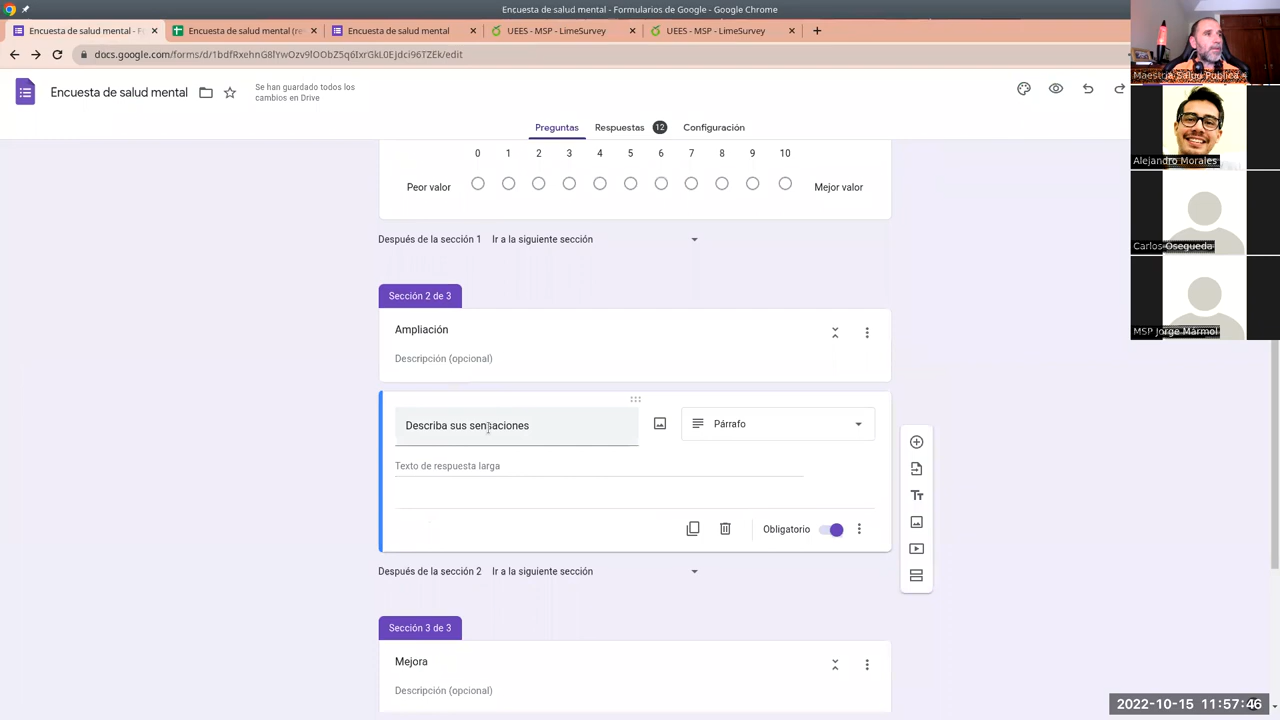 Encuesta de salud mental - Formularios de Google - Google Chrome
Encuesta de salud mental - F
Encuesta de salud mental (re
Encuesta de salud mental
UEES - MSP - LimeSurvey
UEES - MSP - LimeSurvey
docs.google.com/forms/d/1bdfRxehnG8lYwOzv9lOObZ5q6IxrGkL0Ejdci96TZEk/edit
Encuesta de salud mental
Se han guardado todos los
cambios en Drive
Preguntas
Respuestas
12
Configuración
0 1 2 3 4 5 6 7 8 9 10
Peor valor
Mejor valor
Después de la sección 1
Ir a la siguiente sección
Sección 2 de 3
Ampliación
Descripción (opcional)
Describa sus sensaciones
Párrafo
Texto de respuesta larga
Obligatorio
Después de la sección 2
Ir a la siguiente sección
Sección 3 de 3
Mejora
Descripción (opcional)
Maestría Salud Pública
Alejandro Morales
Carlos Osegueda
MSP Jorge Mármol
2022-10-15 11:57:46